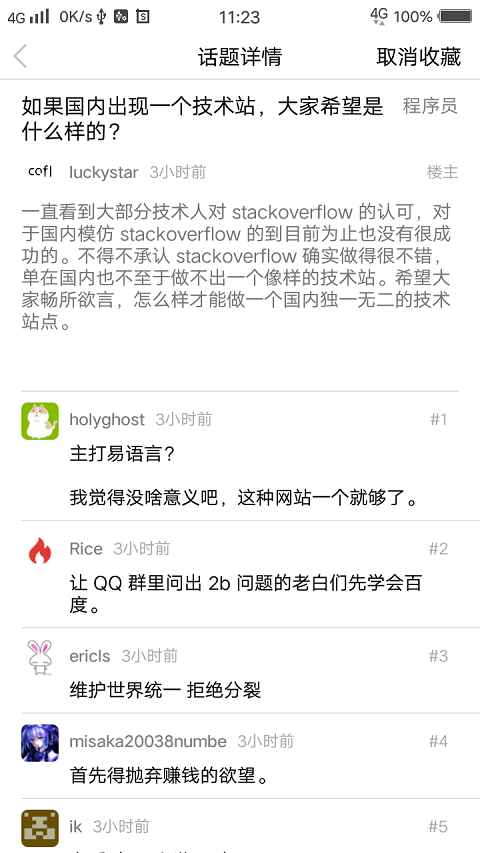 4G 0K/s 11:23 4G 100%
话题详情 取消收藏
如果国内出现一个技术站，大家希望是 程序员
什么样的？
cofl luckystar 3小时前 楼主
一直看到大部分技术人对 stackoverflow 的认可，对
于国内模仿 stackoverflow 的到目前为止也没有很成
功的。不得不承认 stackoverflow 确实做得很不错，
单在国内也不至于做不出一个像样的技术站。希望大
家畅所欲言，怎么样才能做一个国内独一无二的技术
站点。
holyghost 3小时前 #1
主打易语言？
我觉得没啥意义吧，这种网站一个就够了。
Rice 3小时前 #2
让 QQ 群里问出 2b 问题的老白们先学会百
度。
ericls 3小时前 #3
维护世界统一 拒绝分裂
misaka20038numbe 3小时前 #4
首先得抛弃赚钱的欲望。
ik 3小时前 #5